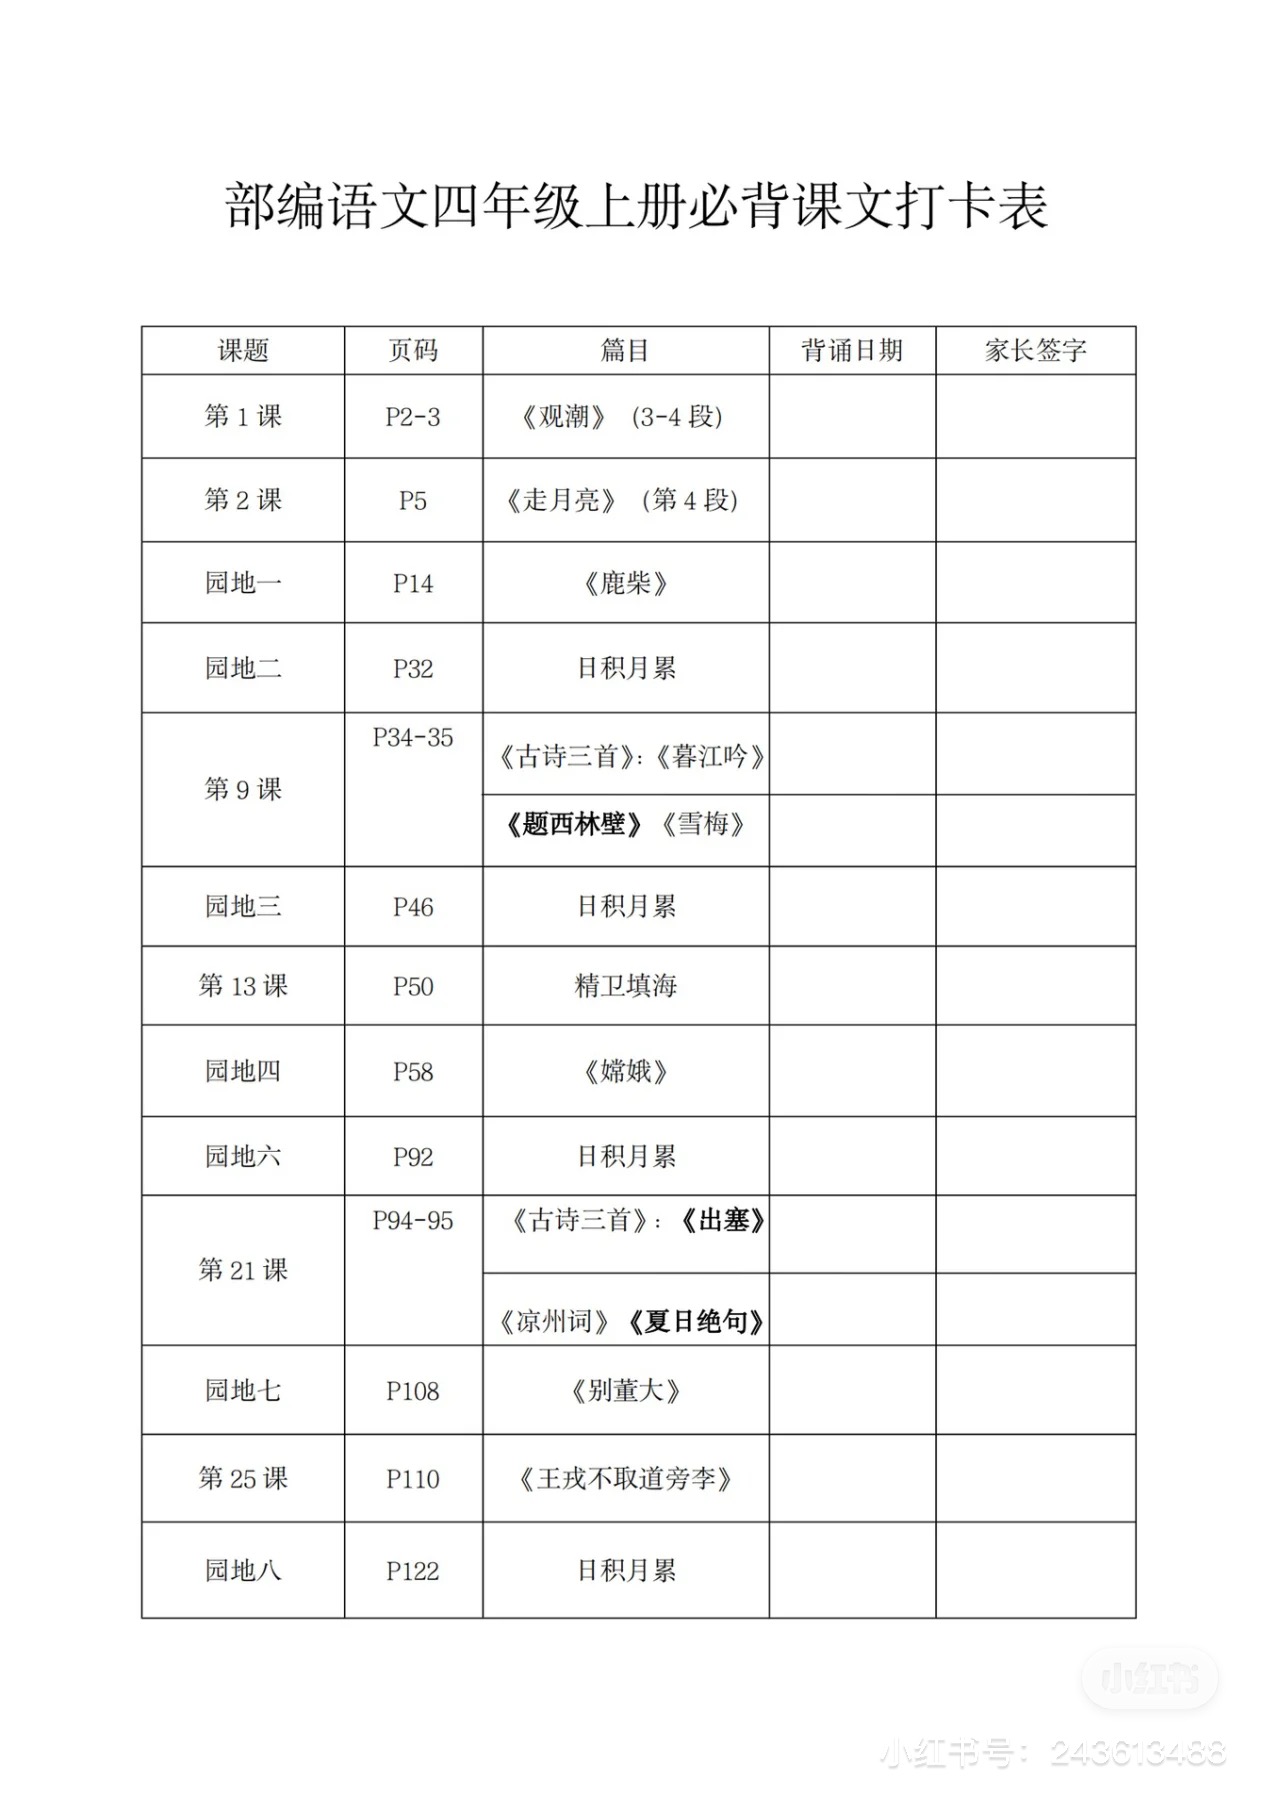 部编语文四年级上册必背课文打卡表
课题 页码 篇目 背诵日期 家长签字
第 1 课 P2-3 《观潮》（3-4 段）
第 2 课 P5 《走月亮》（第 4 段）
园地一 P14 《鹿柴》
园地二 P32 日积月累
第 9 课 P34-35 《古诗三首》：《暮江吟》
《题西林壁》《雪梅》
园地三 P46 日积月累
第 13 课 P50 精卫填海
园地四 P58 《嫦娥》
园地六 P92 日积月累
第 21 课 P94-95 《古诗三首》：《出塞》
《凉州词》《夏日绝句》
园地七 P108 《别董大》
第 25 课 P110 《王戎不取道旁李》
园地八 P122 日积月累
小红书
小红书号：243613488